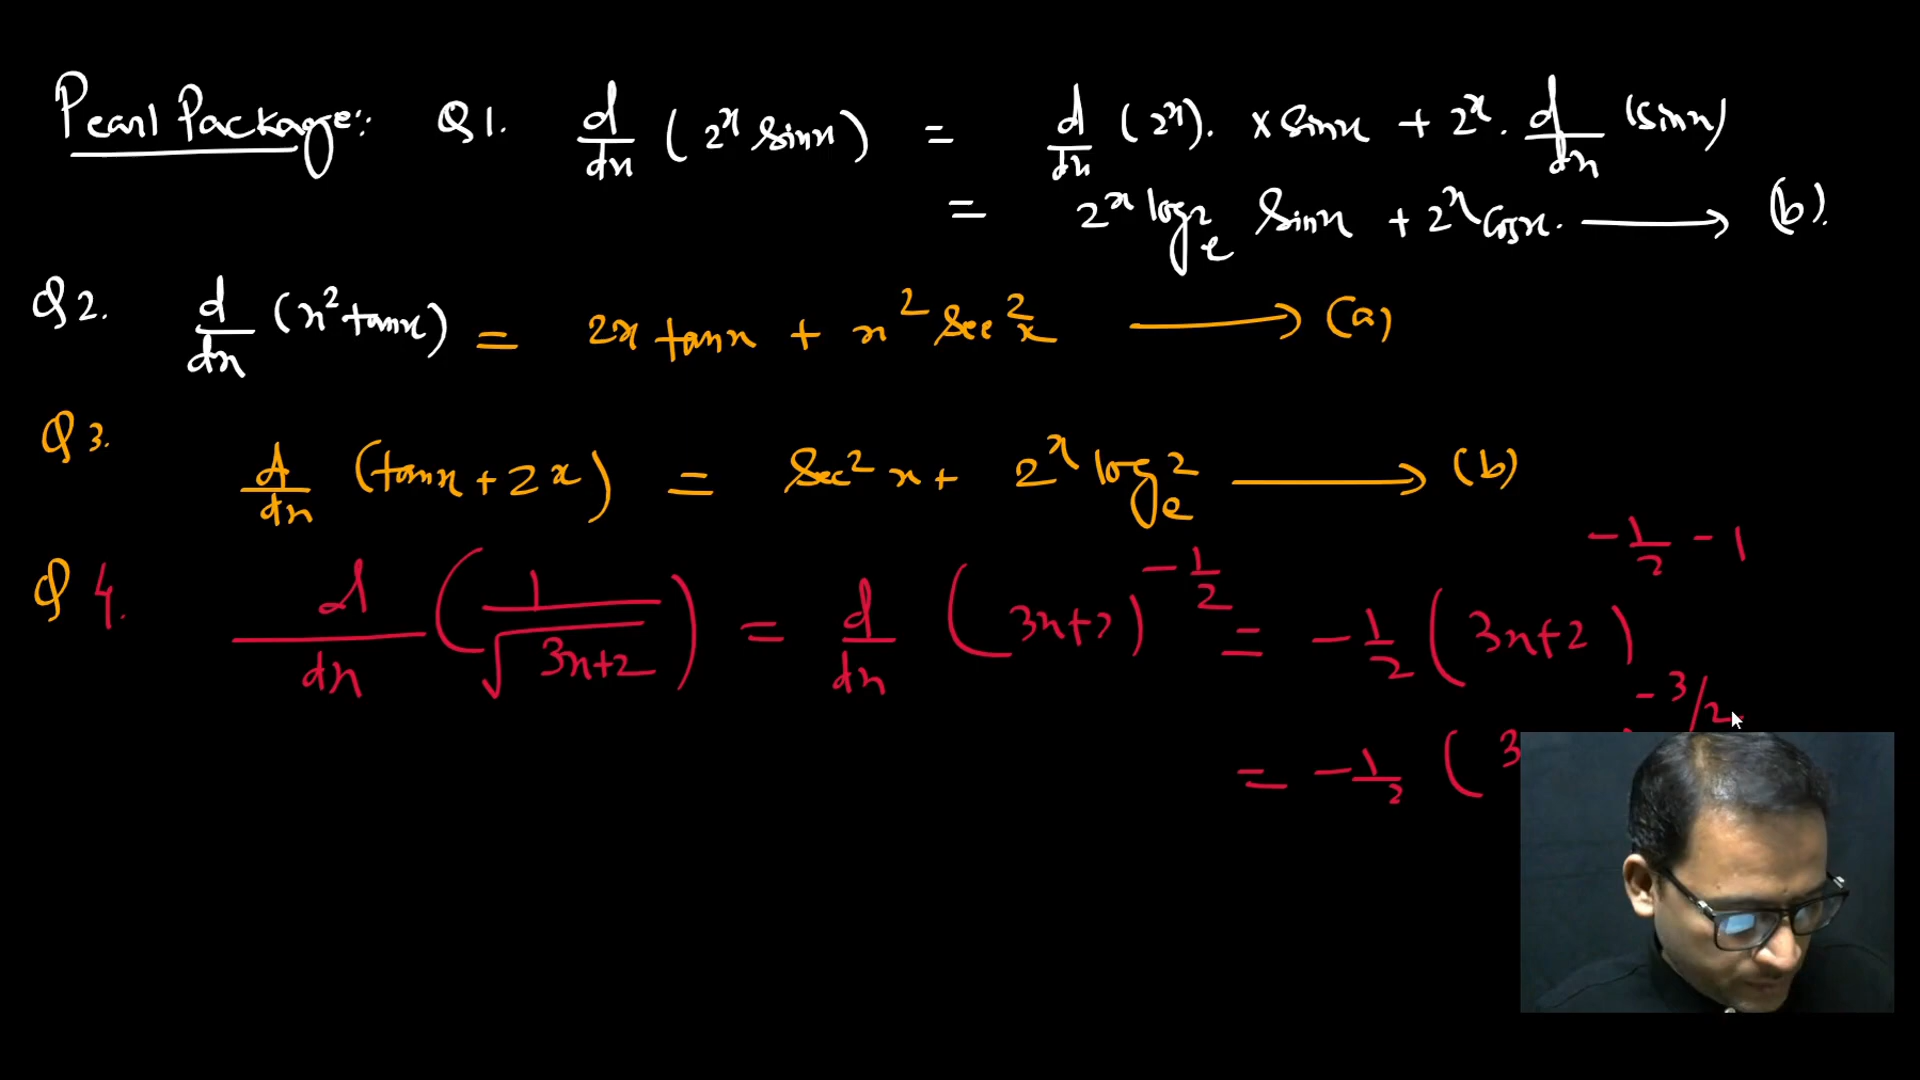 Pearl Package:: Q1. d/dx (2^x sinx) = d/dx (2^x). x sinx + 2^x. d/dx (sinx)
= 2^x log_e^2 sinx + 2^x cosx. → (b).
Q2. d/dx (x^2 tanx) = 2x tanx + x^2 sec^2 x → (a)
Q3. d/dx (tanx + 2^x) = sec^2 x + 2^x log_e^2 → (b)
Q4. d/dx (1/√(3x+2)) = d/dx (3x+2)^(-1/2) = -1/2 (3x+2)^(-1/2 - 1)
= -1/2 (3 -3/2